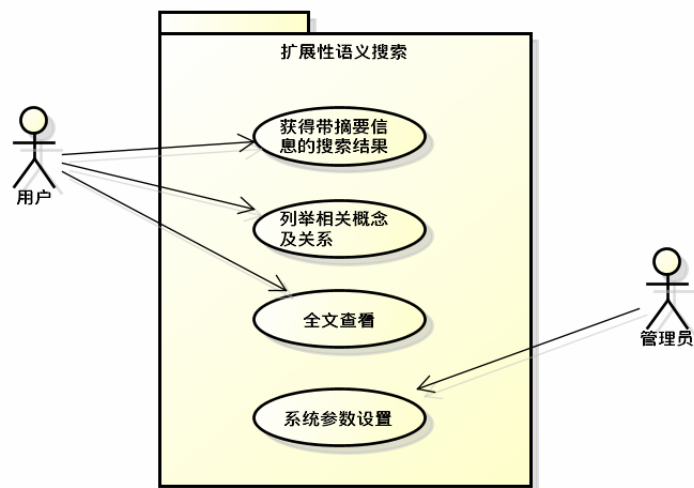 扩展性语义搜索
获得带摘要信
息的搜索结果
用户
列举相关概念
及关系
全文查看
管理员
系统参数设置